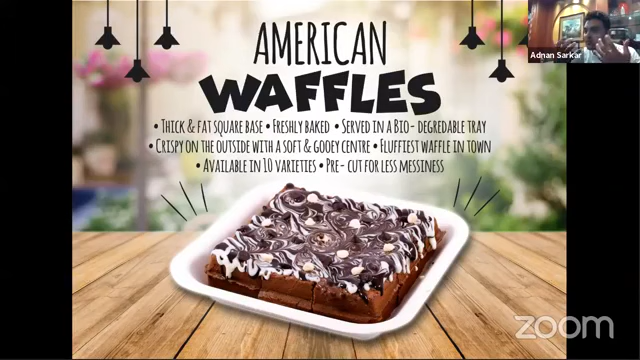 AMERICAN
WAFFLES
• THICK & FAT SQUARE BASE • FRESHLY BAKED • SERVED IN A BIO- DEGREDABLE TRAY
• CRISPY ON THE OUTSIDE WITH A SOFT & GOOEY CENTRE • FLUFFIEST WAFFLE IN TOWN
• AVAILABLE IN 10 VARIETIES • PRE- CUT FOR LESS MESSINESS
Adnan Sarkar
zoom